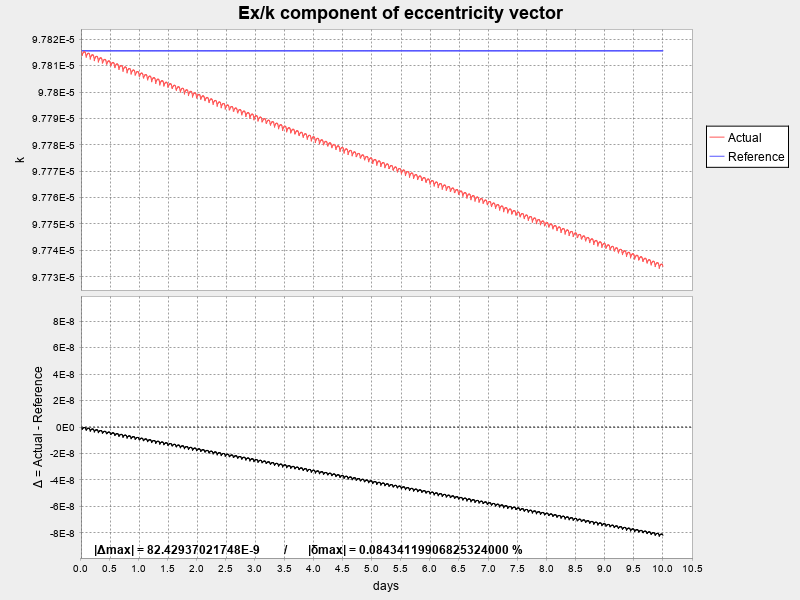 Ex/k component of eccentricity vector
9.782E-5
9.781E-5
9.78E-5
9.779E-5
9.778E-5
9.777E-5
9.776E-5
9.775E-5
9.774E-5
9.773E-5
k
Actual
Reference
8E-8
6E-8
4E-8
2E-8
0E0
-2E-8
-4E-8
-6E-8
-8E-8
Δ = Actual - Reference
|Δmax| = 82.42937021748E-9 / |δmax| = 0.08434119906825324000 %
0.0 0.5 1.0 1.5 2.0 2.5 3.0 3.5 4.0 4.5 5.0 5.5 6.0 6.5 7.0 7.5 8.0 8.5 9.0 9.5 10.0 10.5
days